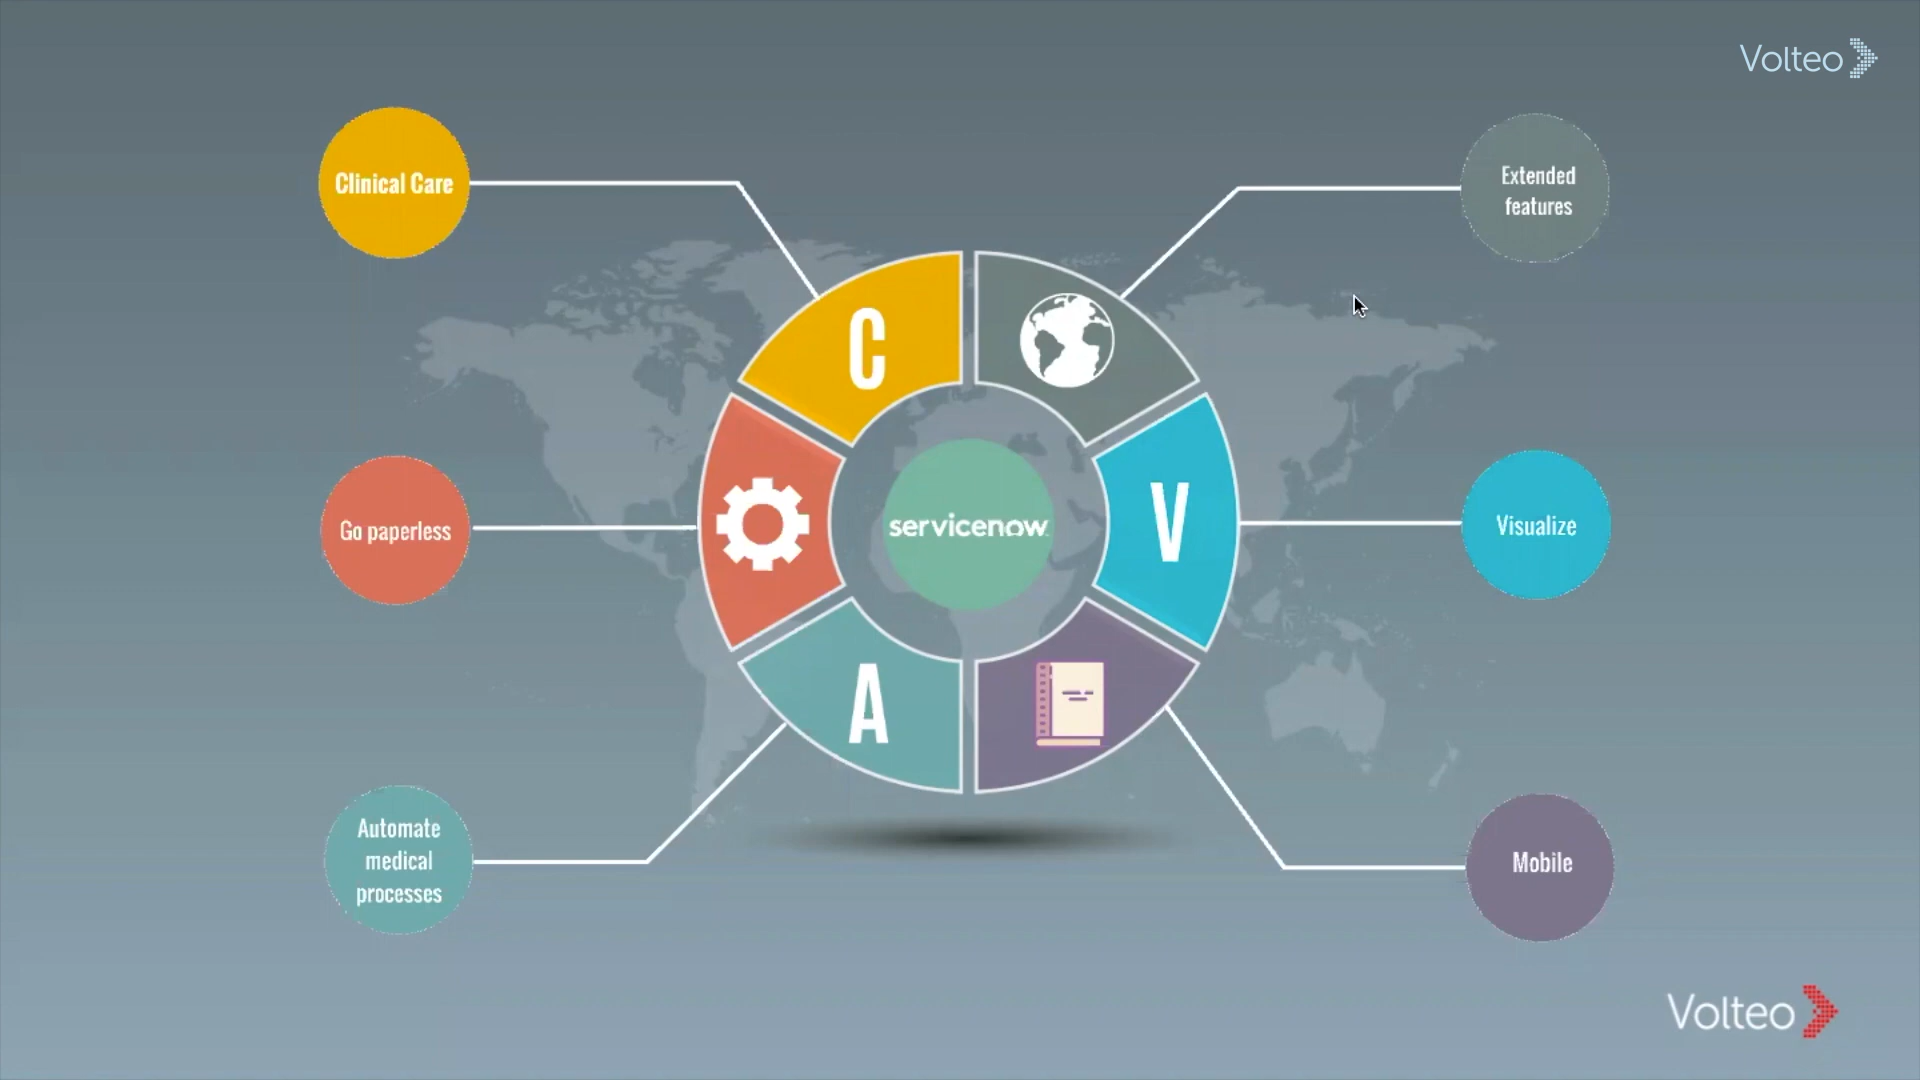 Volteo
Clinical Care
Extended
features
C
Go paperless
servicenow
V
Visualize
A
Automate
medical
processes
Mobile
Volteo